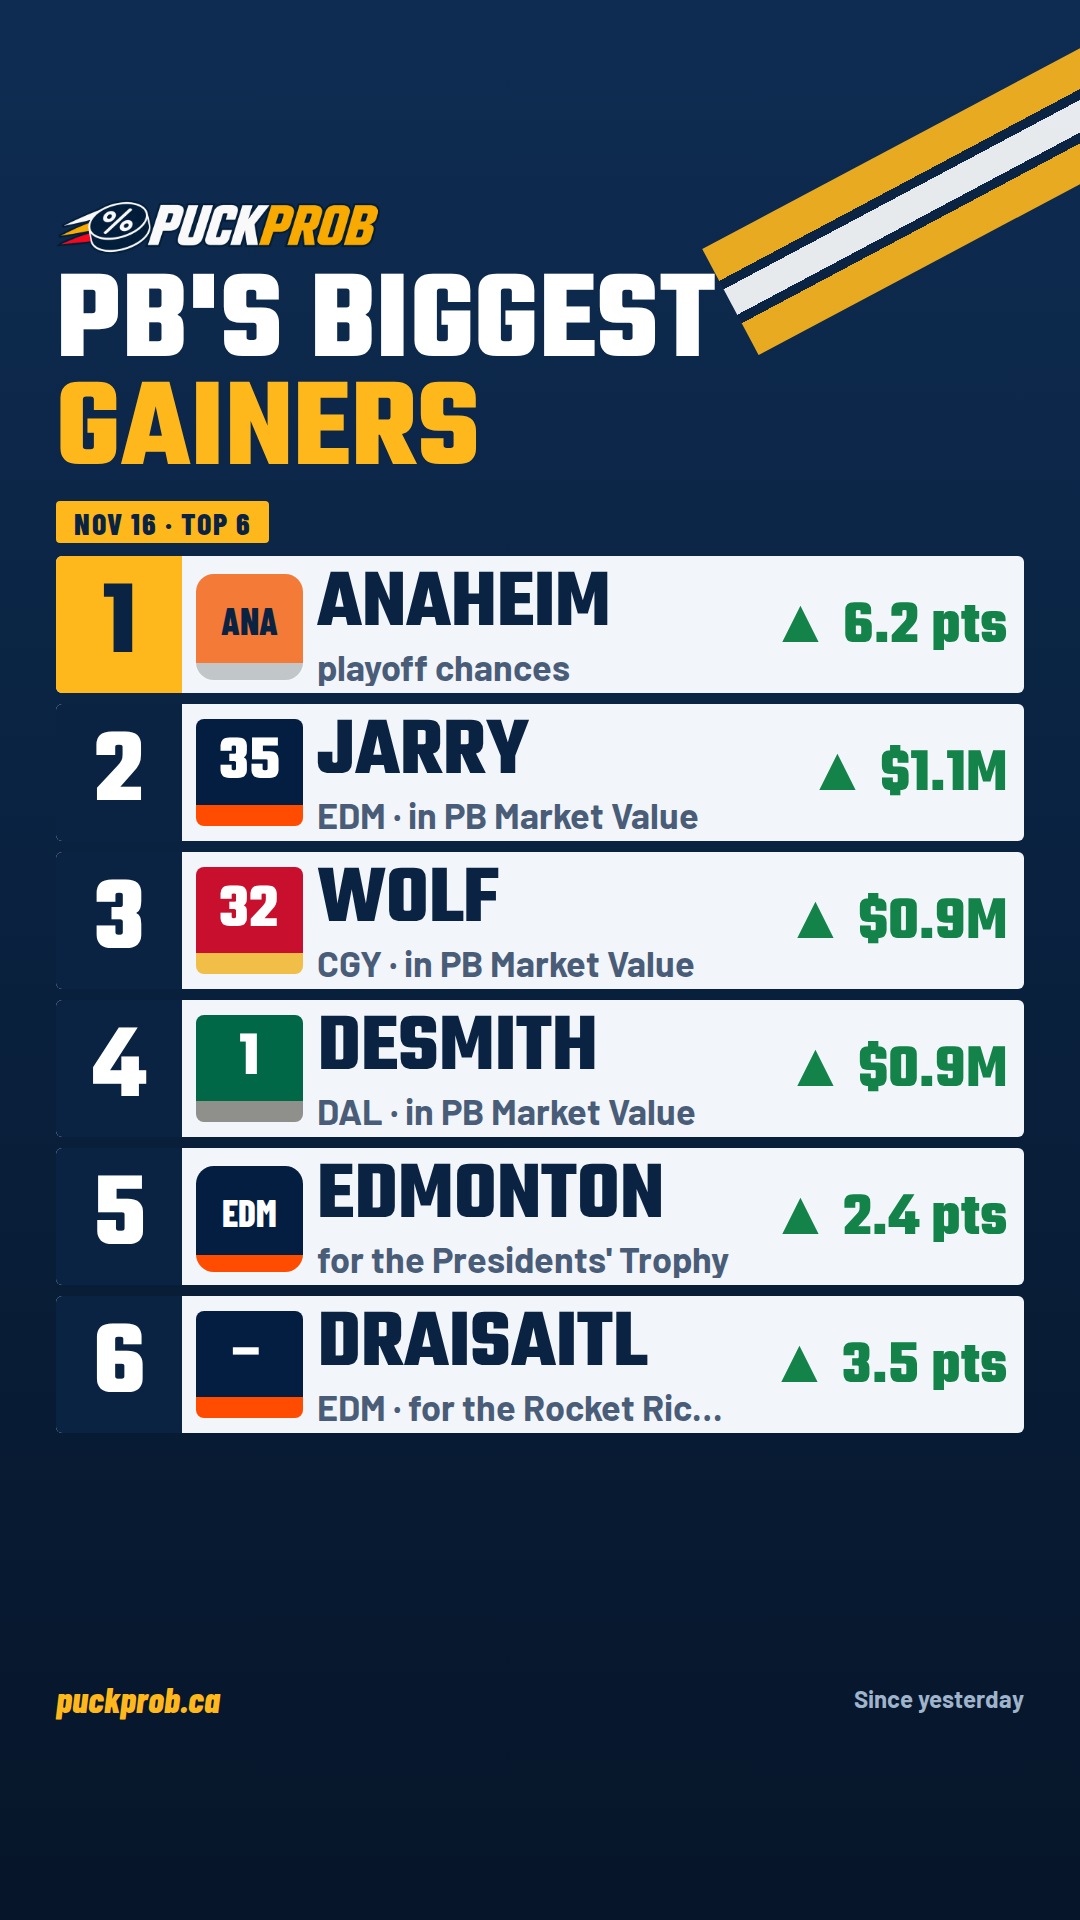 % PUCKPROB
PB'S BIGGEST
GAINERS
NOV 16 · TOP 6
1
ANA
ANAHEIM
playoff chances
▲ 6.2 pts
2
35
JARRY
EDM · in PB Market Value
▲ $1.1M
3
32
WOLF
CGY · in PB Market Value
▲ $0.9M
4
1
DESMITH
DAL · in PB Market Value
▲ $0.9M
5
EDM
EDMONTON
for the Presidents' Trophy
▲ 2.4 pts
6
–
DRAISAITL
EDM · for the Rocket Ric...
▲ 3.5 pts
puckprob.ca
Since yesterday